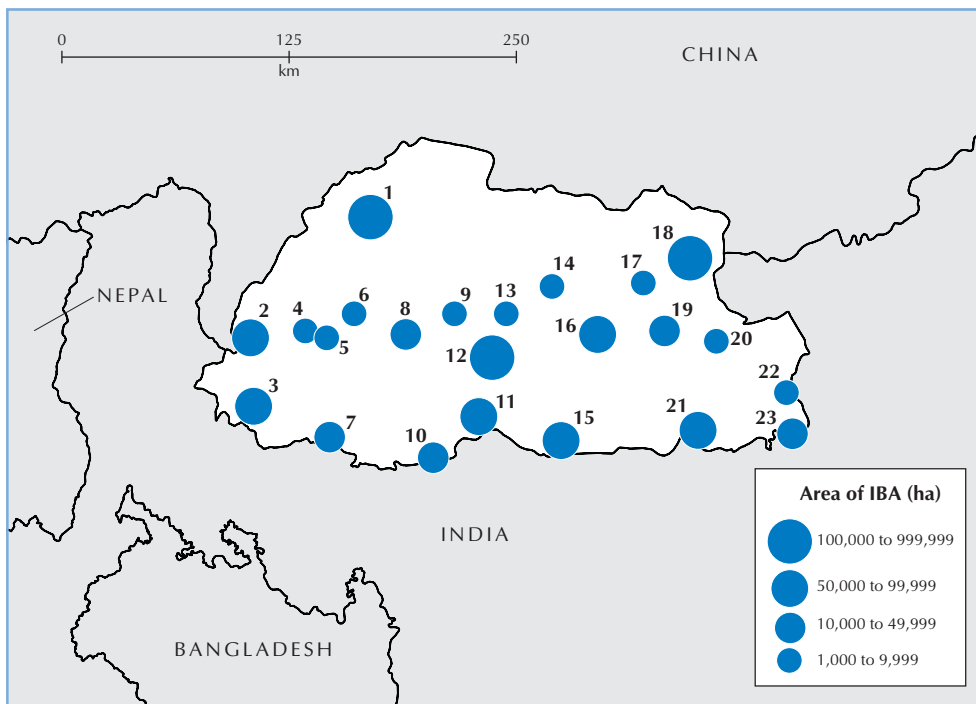 0 125 250
km
CHINA
1
18
14
17
NEPAL
6
9
13
2
4
8
16
19
5
20
12
3
22
11
7
15
21
23
10
Area of IBA (ha)
100,000 to 999,999
INDIA
50,000 to 99,999
10,000 to 49,999
BANGLADESH
1,000 to 9,999